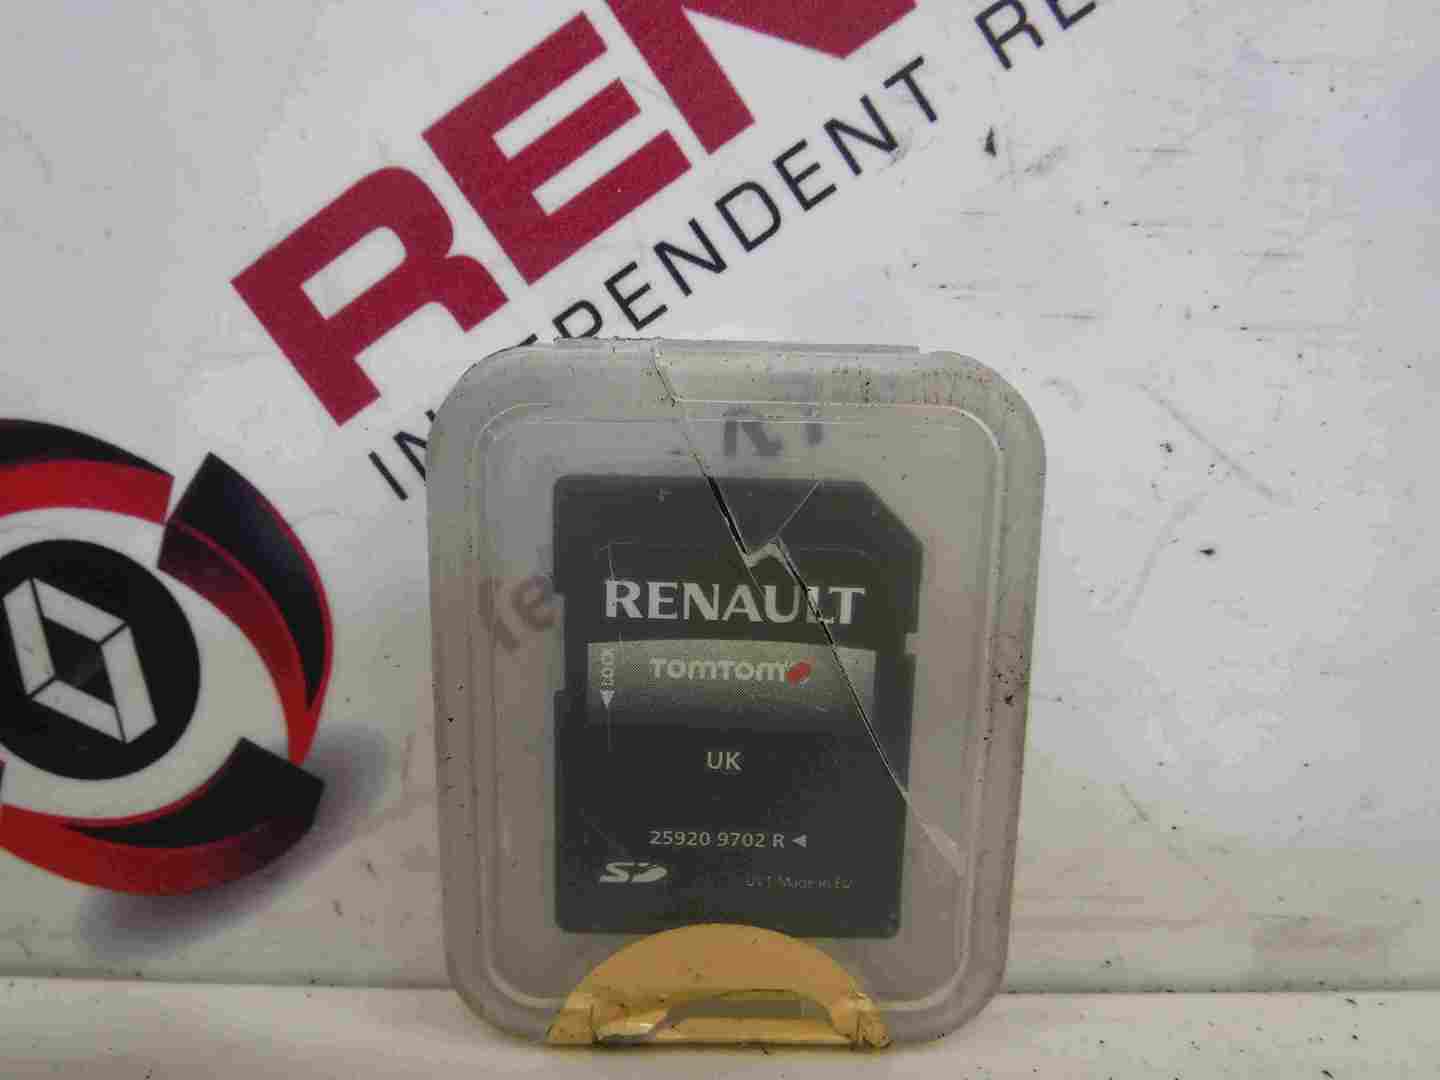 REN
INDEPENDENT RE
RENAULT
LOCK
TOMTOM
UK
25920 9702 R
SD
Made in EU